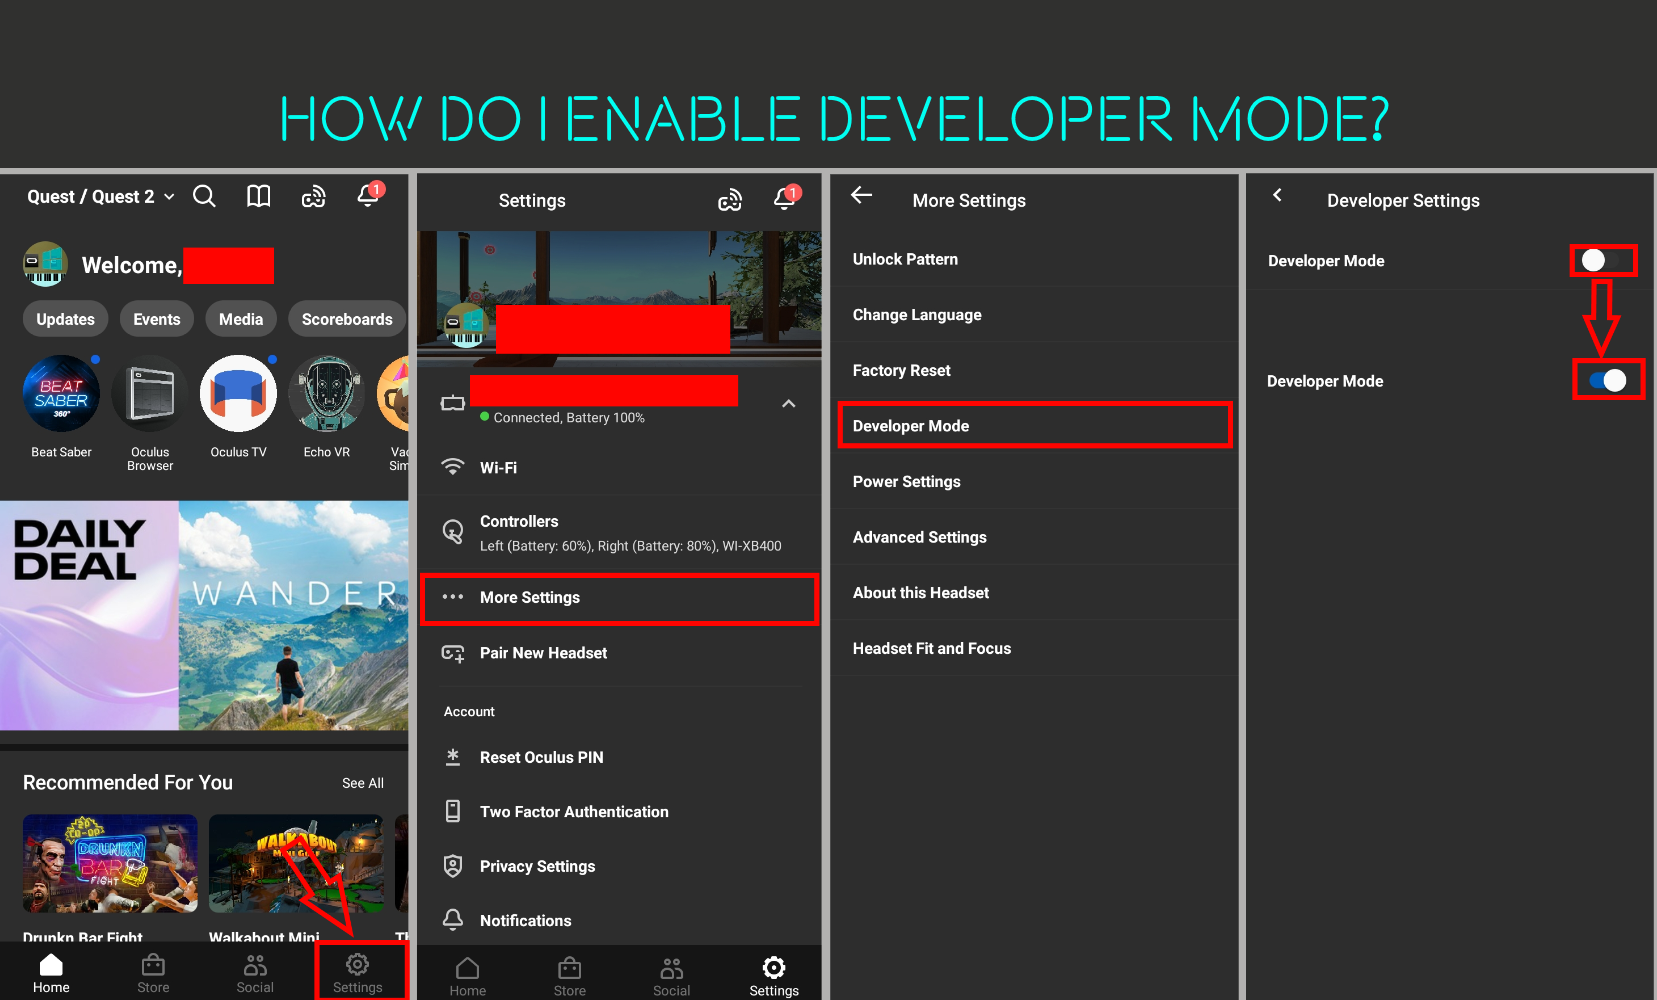 HOW DO I ENABLE DEVELOPER MODE?
Quest / Quest 2
1
Welcome,
Updates
Events
Media
Scoreboards
BEAT
SABER
360°
Beat Saber
Oculus
Browser
Oculus TV
Echo VR
Vac
Sim
DAILY
DEAL
WANDER
Recommended For You
See All
2D
CO-OP
DRUNKN
BAR
FIGHT
WALKABOUT
MINI GOLF
Drunkn Bar Fight
Walkabout Mini
Th
Home
Store
Social
Settings
Settings
1
Connected, Battery 100%
Wi-Fi
Controllers
Left (Battery: 60%), Right (Battery: 80%), WI-XB400
More Settings
Pair New Headset
Account
Reset Oculus PIN
Two Factor Authentication
Privacy Settings
Notifications
Home
Store
Social
Settings
More Settings
Unlock Pattern
Change Language
Factory Reset
Developer Mode
Power Settings
Advanced Settings
About this Headset
Headset Fit and Focus
Developer Settings
Developer Mode
Developer Mode